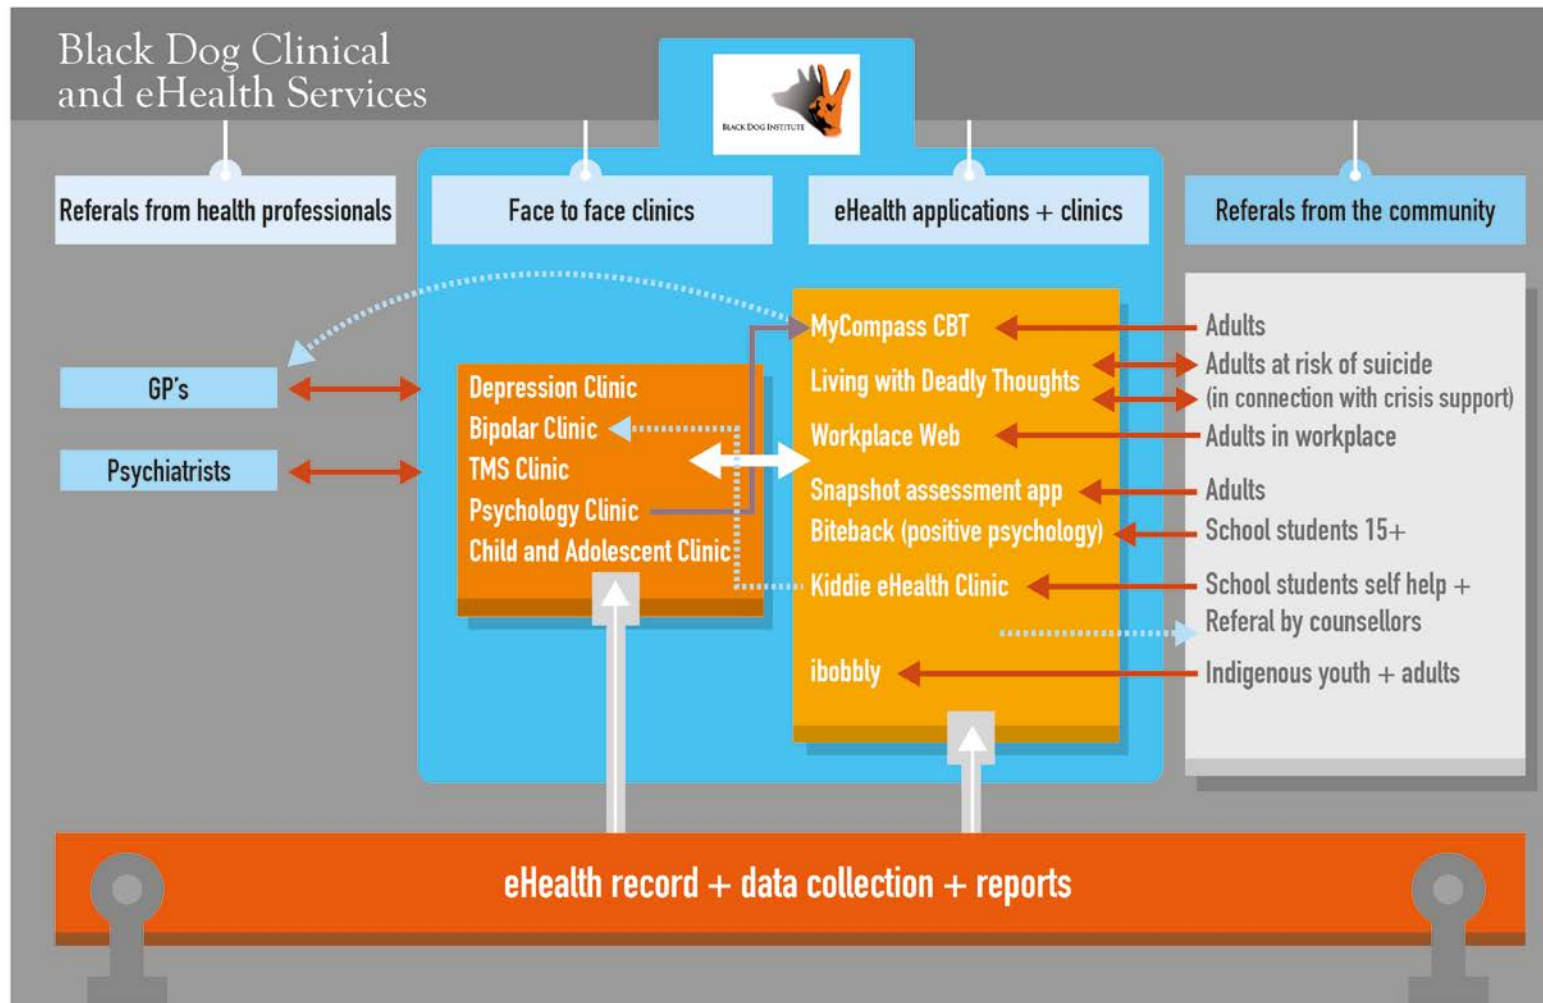 Black Dog Clinical
and eHealth Services
BLACK DOG INSTITUTE
Referals from health professionals
Face to face clinics
eHealth applications + clinics
Referals from the community
GP's
Psychiatrists
Depression Clinic
Bipolar Clinic
TMS Clinic
Psychology Clinic
Child and Adolescent Clinic
MyCompass CBT
Living with Deadly Thoughts
Workplace Web
Snapshot assessment app
Biteback (positive psychology)
Kiddie eHealth Clinic
ibobbly
Adults
Adults at risk of suicide
(in connection with crisis support)
Adults in workplace
Adults
School students 15+
School students self help +
Referal by counsellors
Indigenous youth + adults
eHealth record + data collection + reports